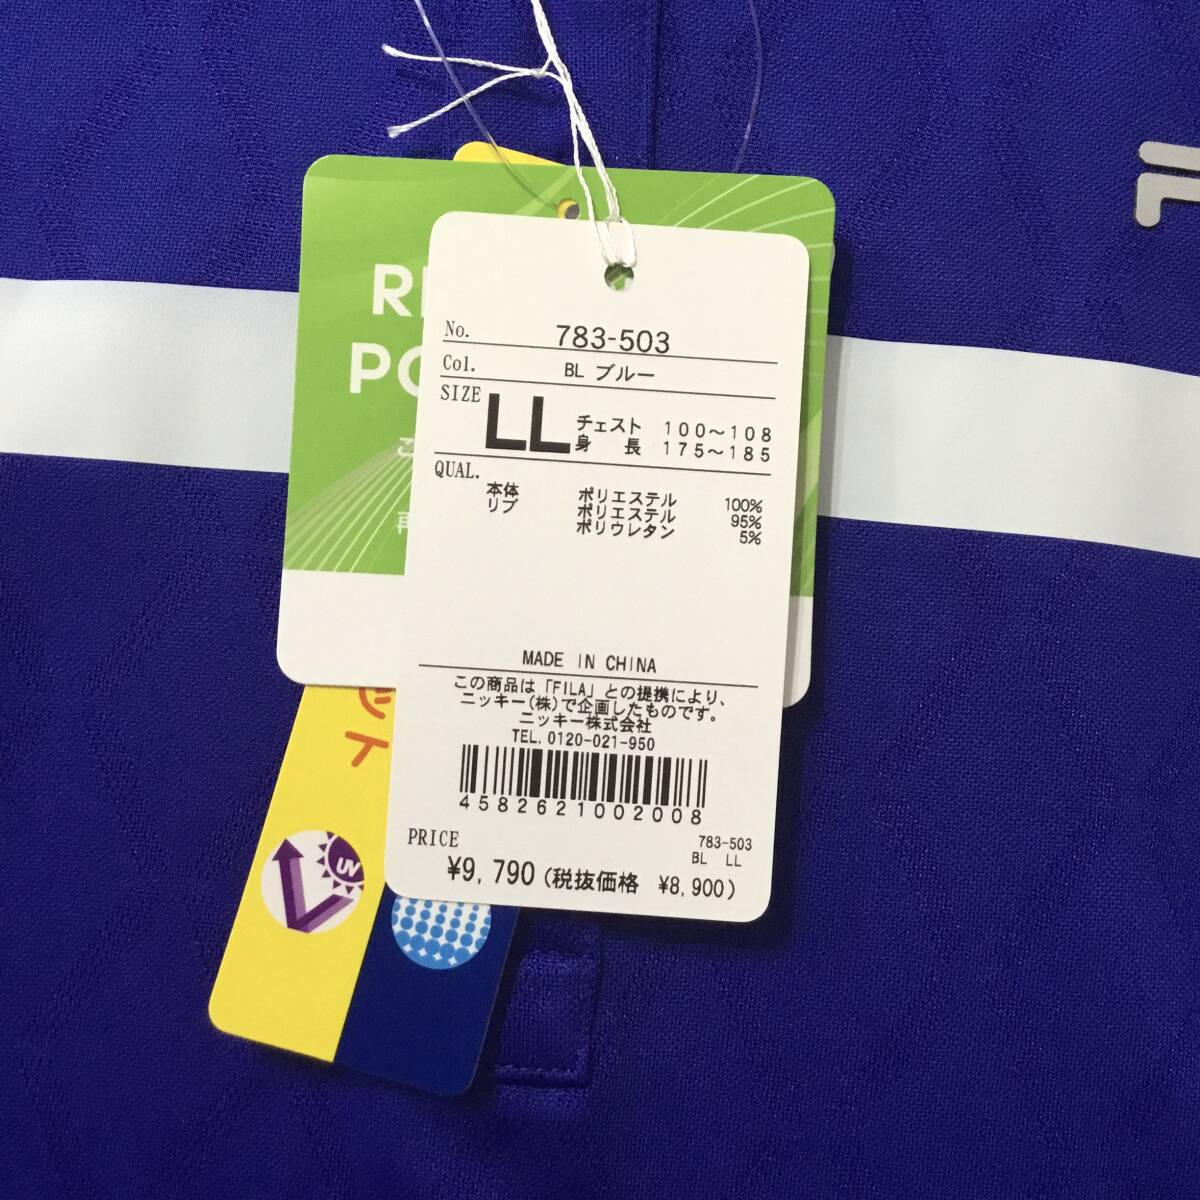 No. 783-503
Col. BL ブルー
SIZE LL チェスト 100～108
身 長 175～185
QUAL.
本体 ポリエステル 100%
リブ ポリエステル 95%
ポリウレタン 5%
MADE IN CHINA
この商品は「FILA」との提携により、
ニッキー(株)で企画したものです。
ニッキー株式会社
TEL. 0120-021-950
4582621002008
PRICE 783-503
BL LL
¥9,790(税抜価格 ¥8,900)
UV